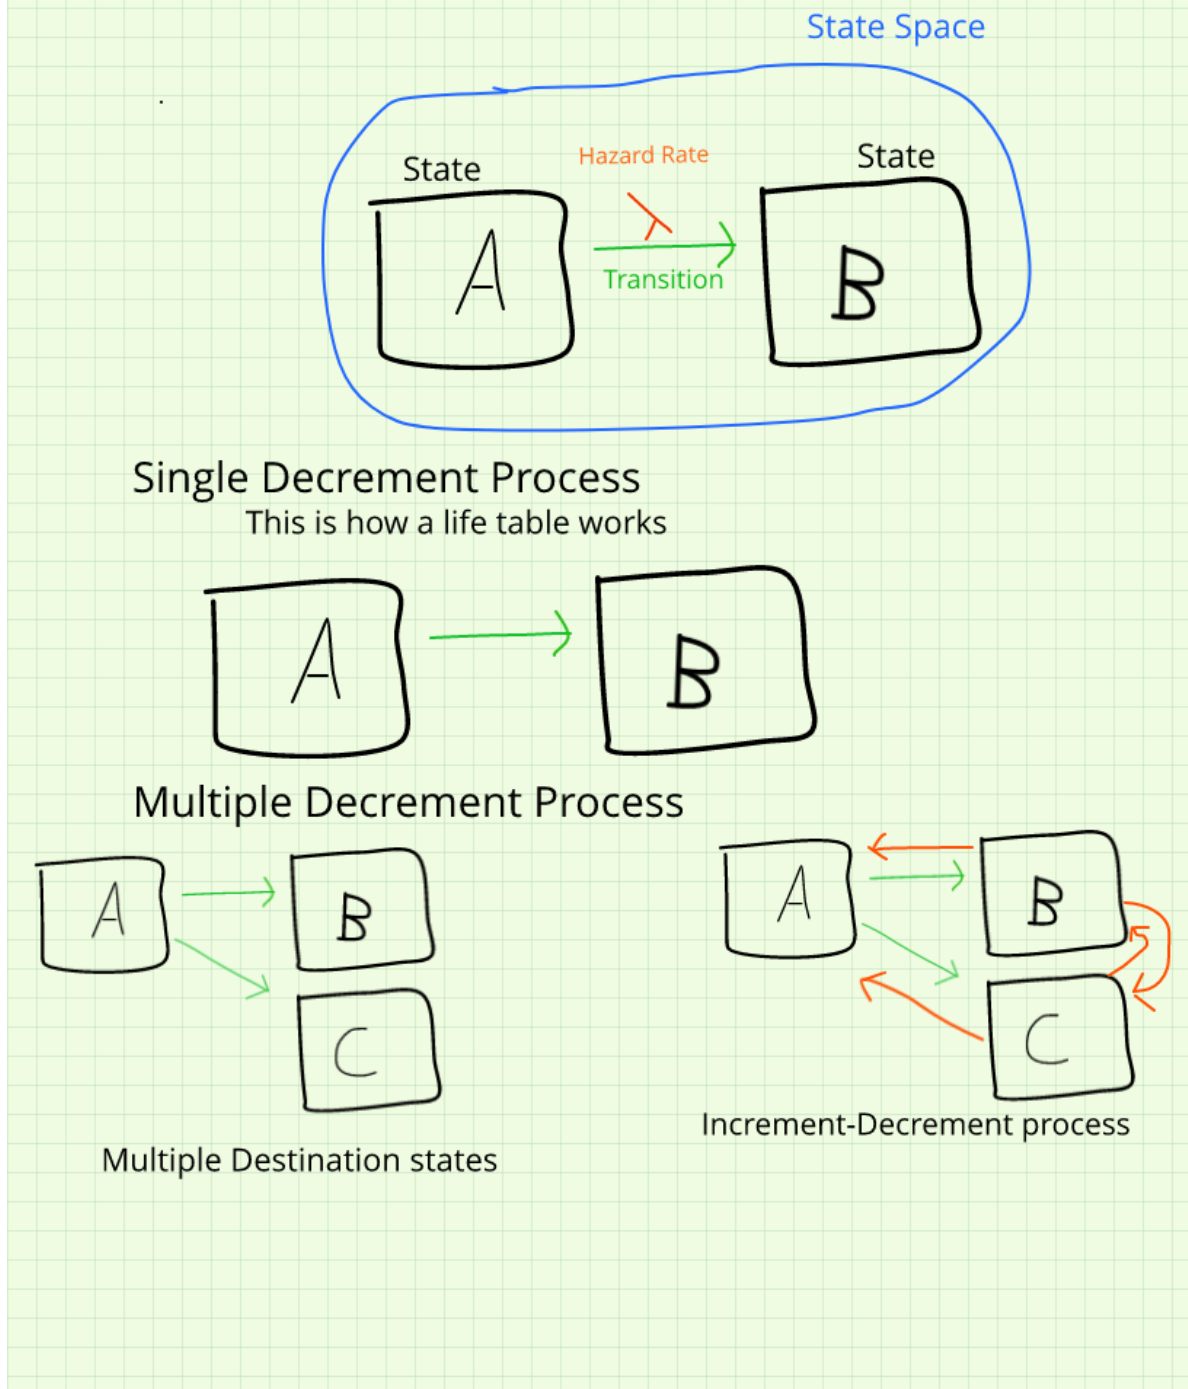 State Space
State
Hazard Rate
State
λ
A
Transition
B
Single Decrement Process
This is how a life table works
A
B
Multiple Decrement Process
A
B
C
A
B
C
Increment-Decrement process
Multiple Destination states